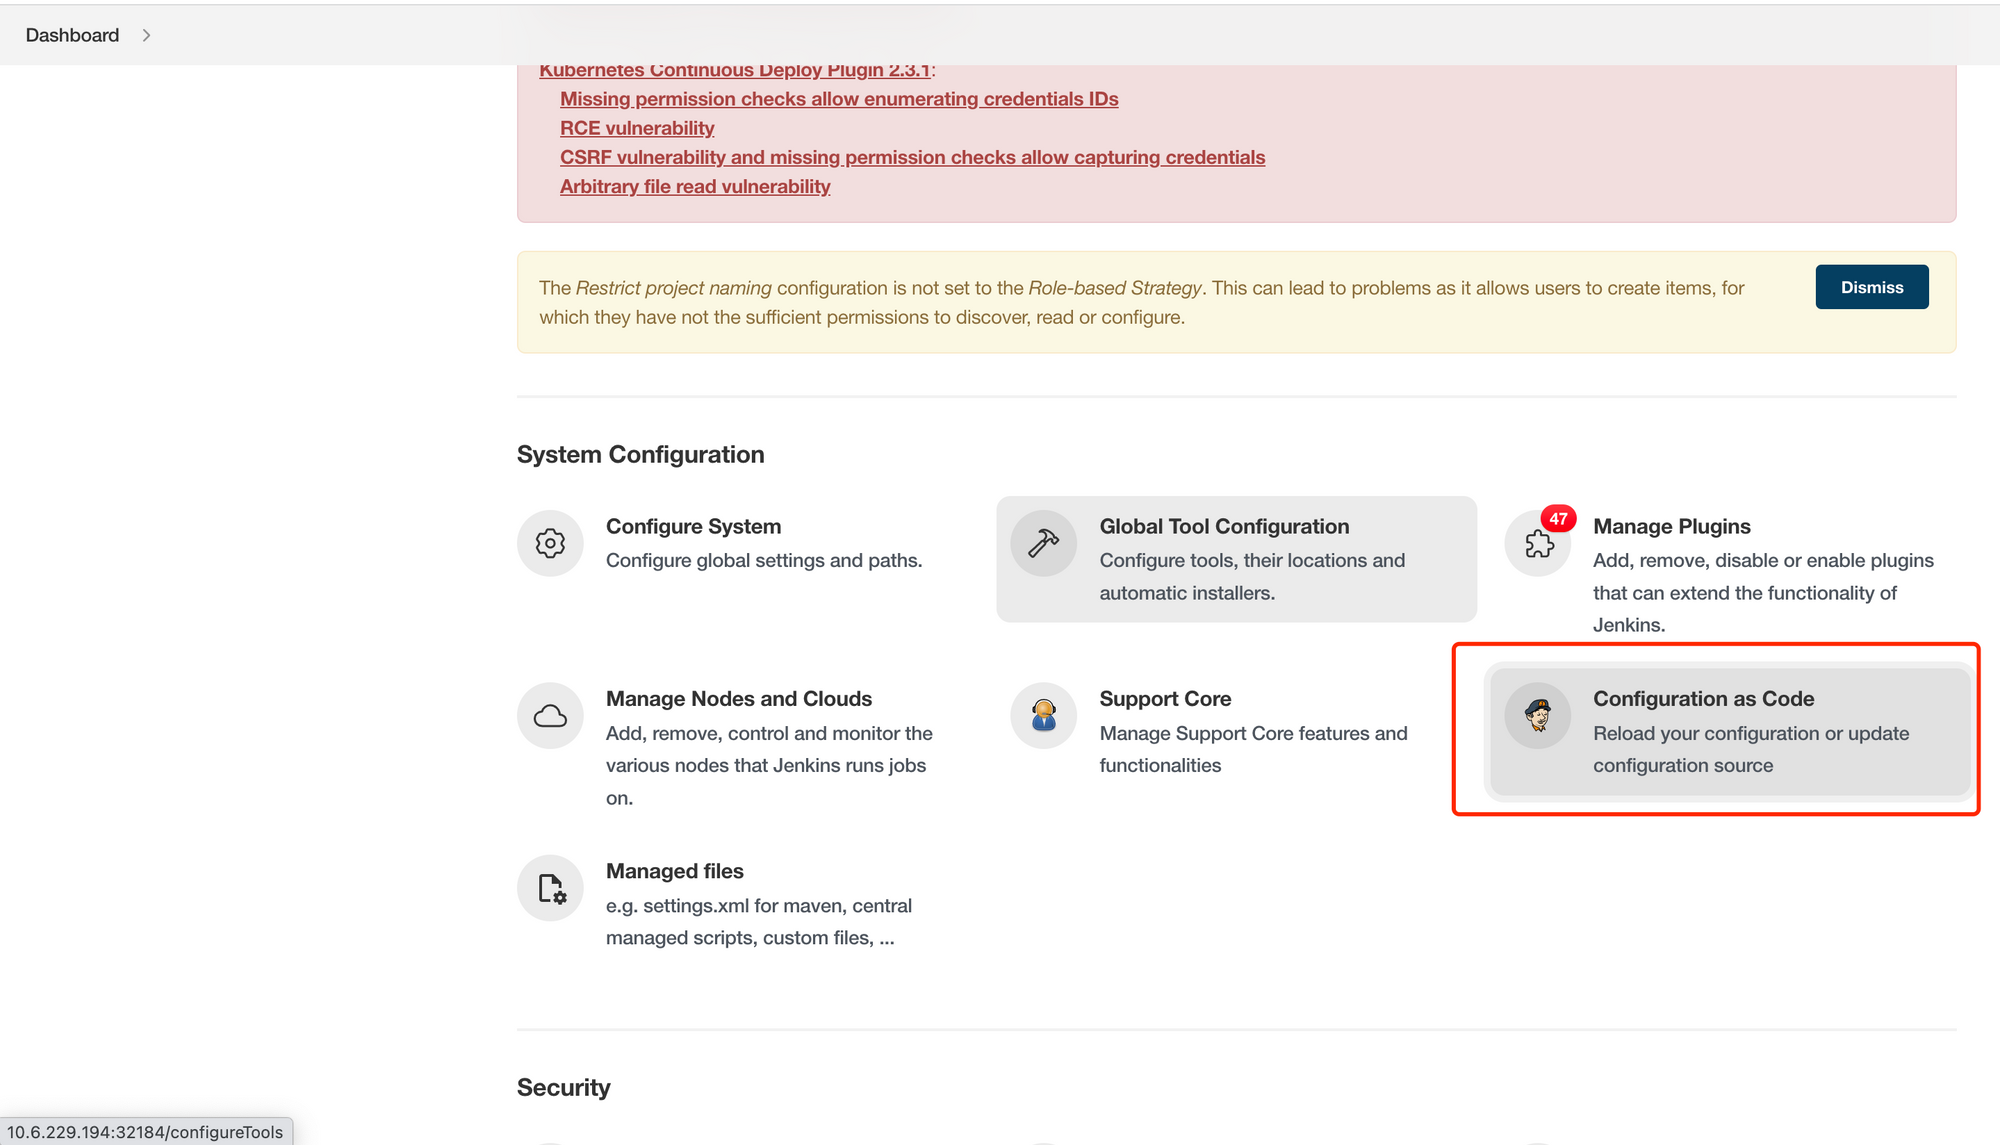 Dashboard
Kubernetes Continuous Deploy Plugin 2.3.1:
Missing permission checks allow enumerating credentials IDs
RCE vulnerability
CSRF vulnerability and missing permission checks allow capturing credentials
Arbitrary file read vulnerability
The Restrict project naming configuration is not set to the Role-based Strategy. This can lead to problems as it allows users to create items, for
which they have not the sufficient permissions to discover, read or configure.
Dismiss
System Configuration
Configure System
Configure global settings and paths.
Global Tool Configuration
Configure tools, their locations and
automatic installers.
47
Manage Plugins
Add, remove, disable or enable plugins
that can extend the functionality of
Jenkins.
Manage Nodes and Clouds
Add, remove, control and monitor the
various nodes that Jenkins runs jobs
on.
Support Core
Manage Support Core features and
functionalities
Configuration as Code
Reload your configuration or update
configuration source
Managed files
e.g. settings.xml for maven, central
managed scripts, custom files, ...
Security
10.6.229.194:32184/configureTools